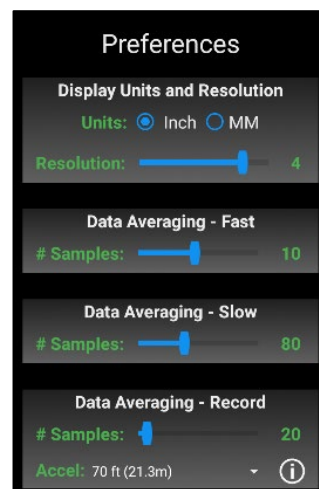 Preferences
Display Units and Resolution
Units: Inch MM
Resolution: 4
Data Averaging - Fast
# Samples: 10
Data Averaging - Slow
# Samples: 80
Data Averaging - Record
# Samples: 20
Accel: 70 ft (21.3m) i